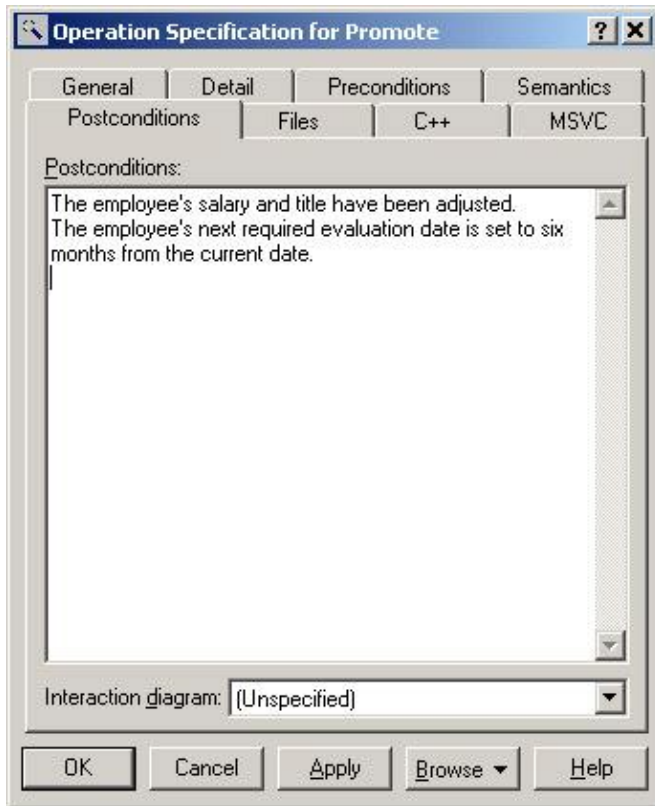 Operation Specification for Promote
General Detail Preconditions Semantics
Postconditions Files C++ MSVC
Postconditions:
The employee's salary and title have been adjusted.
The employee's next required evaluation date is set to six
months from the current date.
Interaction diagram: (Unspecified)
OK Cancel Apply Browse Help